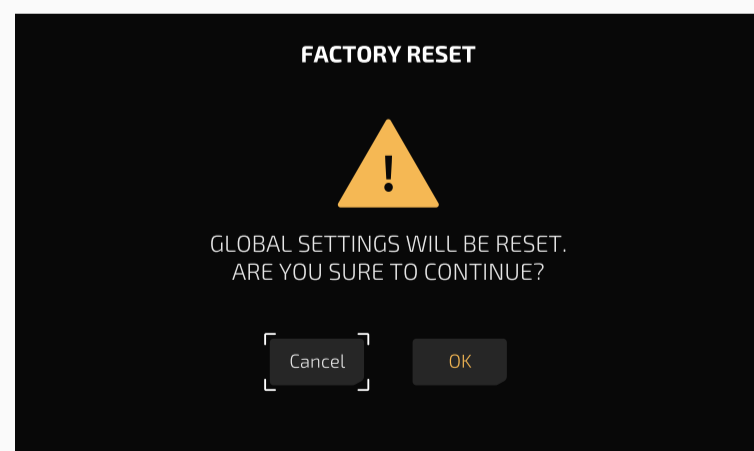 FACTORY RESET
!
GLOBAL SETTINGS WILL BE RESET.
ARE YOU SURE TO CONTINUE?
Cancel
OK